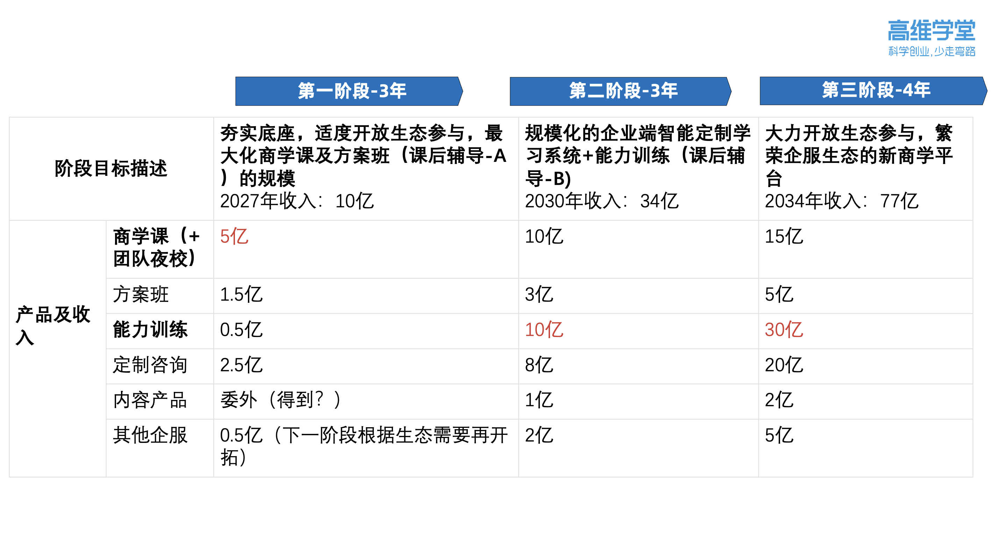 高维学堂
科学创业,少走弯路
第一阶段-3年
第二阶段-3年
第三阶段-4年
阶段目标描述
夯实底座，适度开放生态参与，最
大化商学课及方案班（课后辅导-A
）的规模
2027年收入：10亿
规模化的企业端智能定制学
习系统+能力训练（课后辅
导-B)
2030年收入：34亿
大力开放生态参与，繁
荣企服生态的新商学平
台
2034年收入：77亿
产品及收
入
商学课（+
团队夜校）
5亿
10亿
15亿
方案班
1.5亿
3亿
5亿
能力训练
0.5亿
10亿
30亿
定制咨询
2.5亿
8亿
20亿
内容产品
委外（得到？）
1亿
2亿
其他企服
0.5亿（下一阶段根据生态需要再开
拓）
2亿
5亿